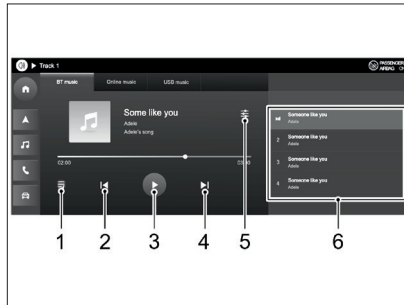 Track 1
PASSENGER
AIRBAG ON
BT music
Online music
USB music
Some like you
Adele
Adele's song
02:00
Someone like you
Adele
2 Someone like you
Adele
3 Someone like you
Adele
4 Someone like you
Adele
1 2 3 4 5 6